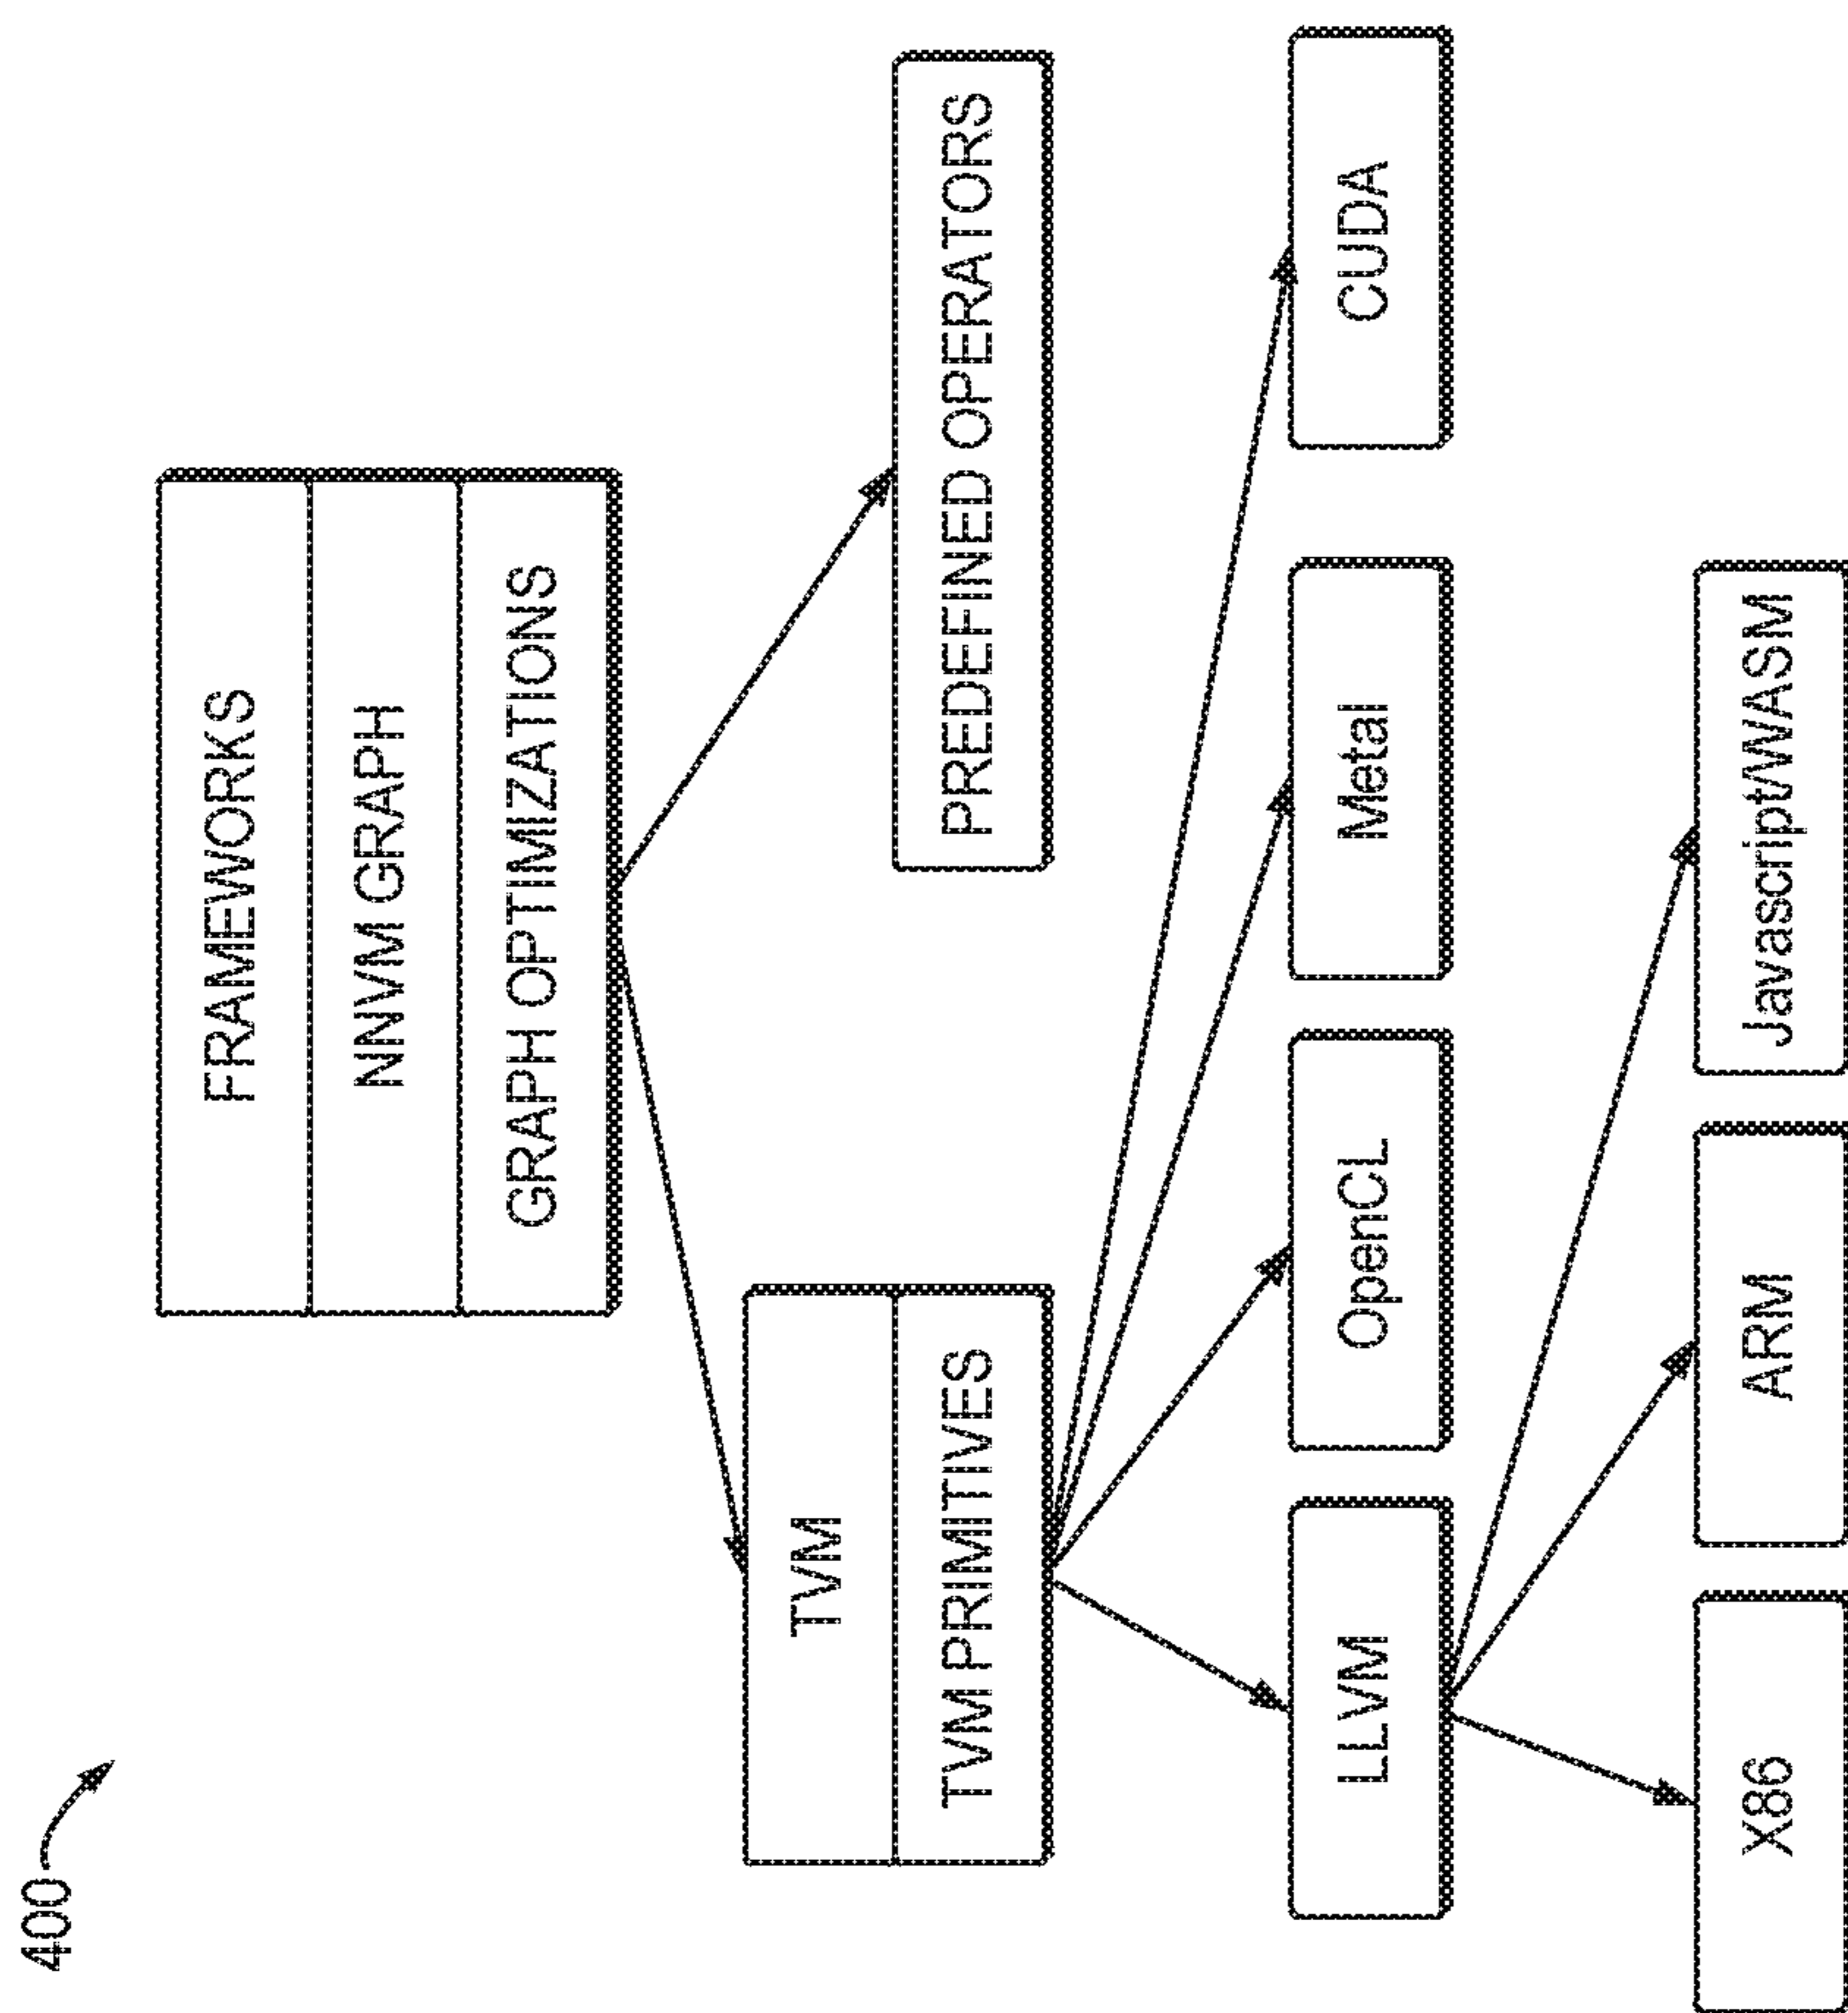 400
FRAMEWORKS
NNVM GRAPH
GRAPH OPTIMIZATIONS
TVM
TVM PRIMITIVES
PREDEFINED OPERATORS
LLVM
OpenCL
Metal
CUDA
X86
ARM
Javascript/WASM